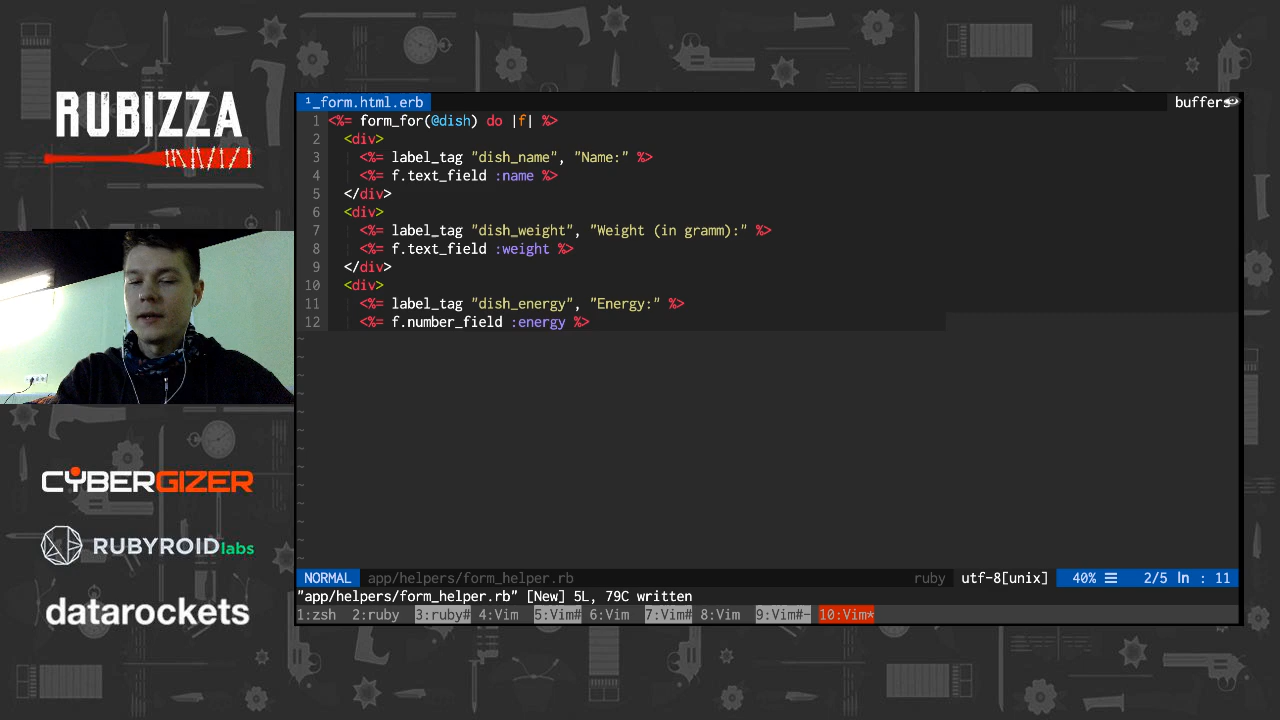 RUBIZZA
CYBERGIZER
RUBYROID labs
datarockets
¹_form.html.erb
buffers
1 <%= form_for(@dish) do |f| %>
2 <div>
3 <%= label_tag "dish_name", "Name:" %>
4 <%= f.text_field :name %>
5 </div>
6 <div>
7 <%= label_tag "dish_weight", "Weight (in gramm):" %>
8 <%= f.text_field :weight %>
9 </div>
10 <div>
11 <%= label_tag "dish_energy", "Energy:" %>
12 <%= f.number_field :energy %>
~
~
~
~
~
~
~
~
~
~
~
~
~
NORMAL app/helpers/form_helper.rb ruby utf-8[unix] 40% ☰ 2/5 ln : 11
"app/helpers/form_helper.rb" [New] 5L, 79C written
1:zsh 2:ruby 3:ruby# 4:Vim 5:Vim# 6:Vim 7:Vim# 8:Vim 9:Vim#- 10:Vim*